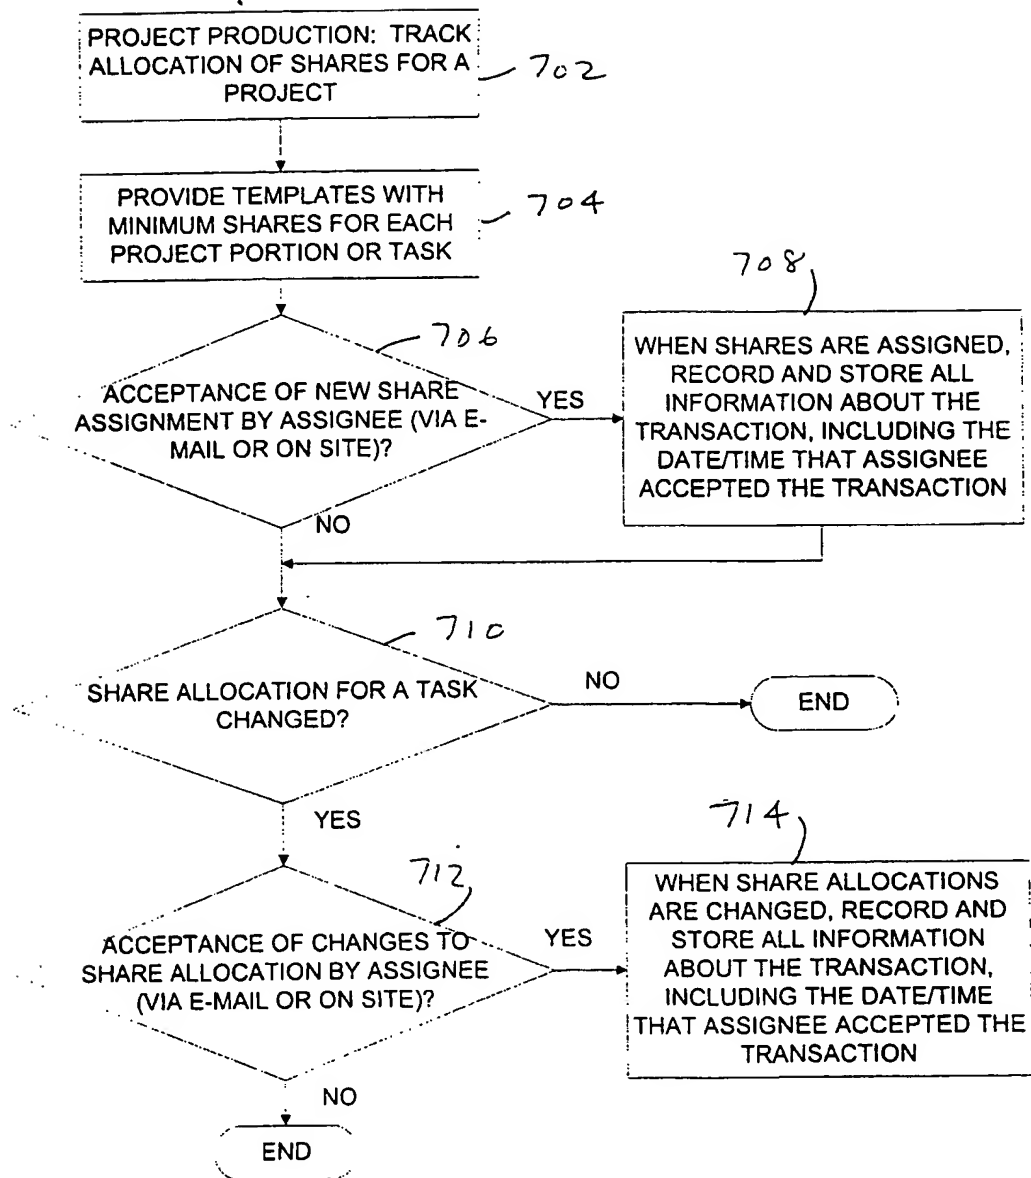 PROJECT PRODUCTION: TRACK
ALLOCATION OF SHARES FOR A
PROJECT
702
PROVIDE TEMPLATES WITH
MINIMUM SHARES FOR EACH
PROJECT PORTION OR TASK
704
706
ACCEPTANCE OF NEW SHARE
ASSIGNMENT BY ASSIGNEE (VIA E-
MAIL OR ON SITE)?
YES
NO
708
WHEN SHARES ARE ASSIGNED,
RECORD AND STORE ALL
INFORMATION ABOUT THE
TRANSACTION, INCLUDING THE
DATE/TIME THAT ASSIGNEE
ACCEPTED THE TRANSACTION
710
SHARE ALLOCATION FOR A TASK
CHANGED?
NO
END
YES
712
ACCEPTANCE OF CHANGES TO
SHARE ALLOCATION BY ASSIGNEE
(VIA E-MAIL OR ON SITE)?
YES
714
WHEN SHARE ALLOCATIONS
ARE CHANGED, RECORD AND
STORE ALL INFORMATION
ABOUT THE TRANSACTION,
INCLUDING THE DATE/TIME
THAT ASSIGNEE ACCEPTED THE
TRANSACTION
NO
END